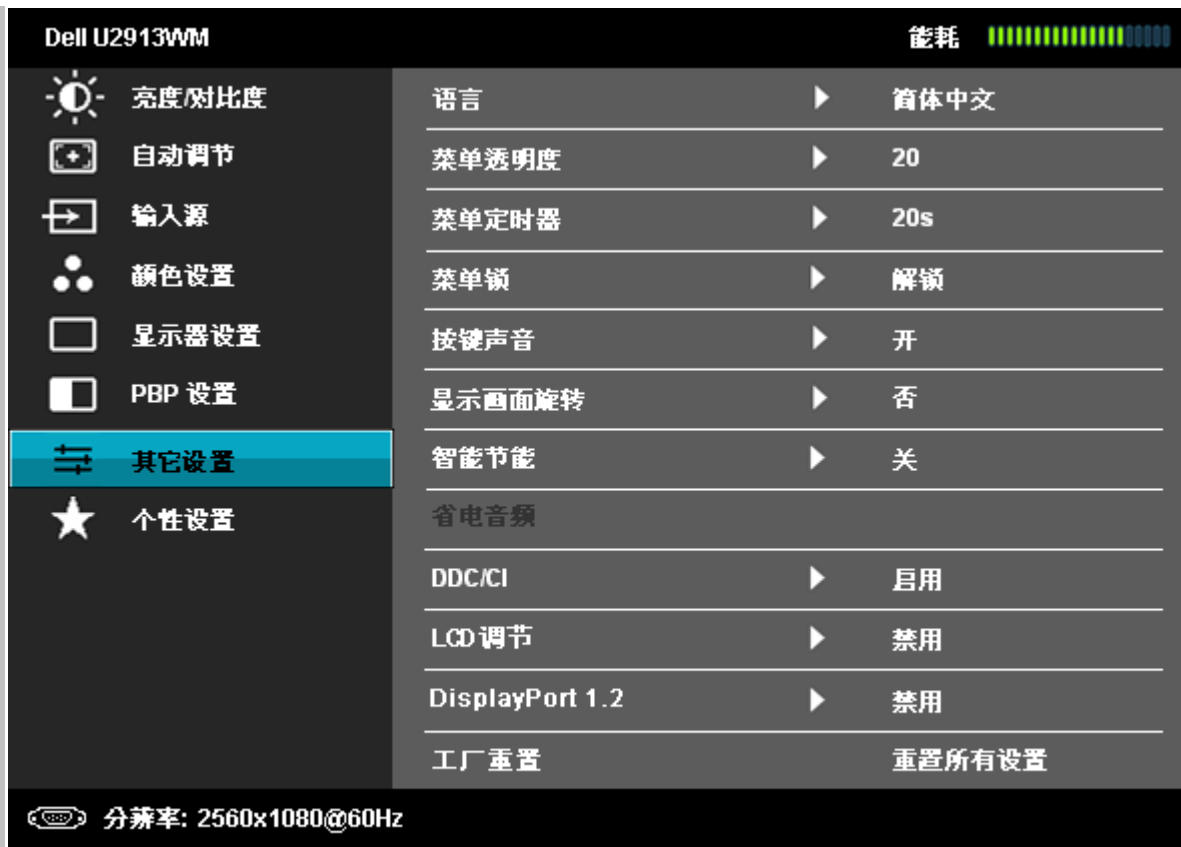 Dell U2913WM 能耗
亮度/对比度
自动调节
输入源
颜色设置
显示器设置
PBP 设置
其它设置
个性设置
语言 简体中文
菜单透明度 20
菜单定时器 20s
菜单锁 解锁
按键声音 开
显示画面旋转 否
智能节能 关
省电音频
DDC/CI 启用
LCD 调节 禁用
DisplayPort 1.2 禁用
工厂重置 重置所有设置
分辨率: 2560x1080@60Hz